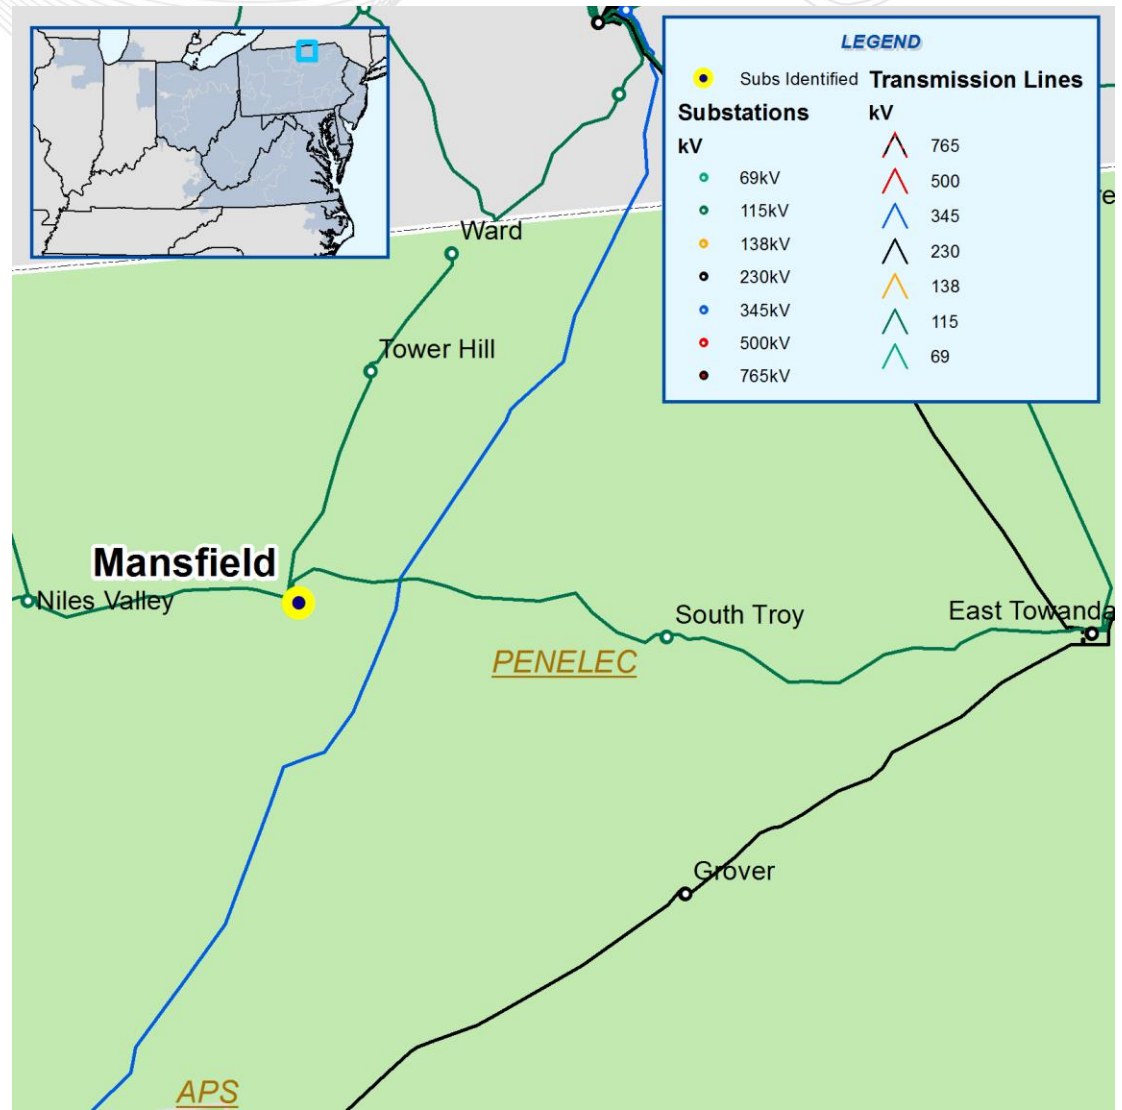 LEGEND
Subs Identified
Transmission Lines
Substations
kV
kV
69kV
115kV
138kV
230kV
345kV
500kV
765kV
765
500
345
230
138
115
69
Ward
Tower Hill
Mansfield
Niles Valley
South Troy
East Towanda
PENELEC
Grover
APS